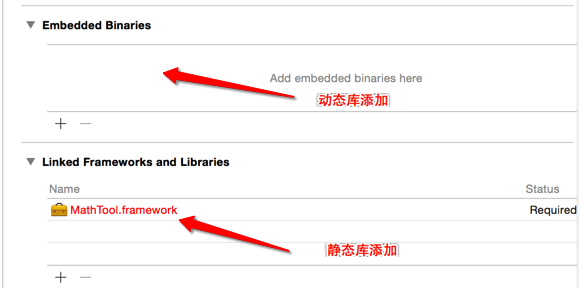 Embedded Binaries
Add embedded binaries here
动态库添加
Linked Frameworks and Libraries
Name Status
MathTool.framework Required
静态库添加